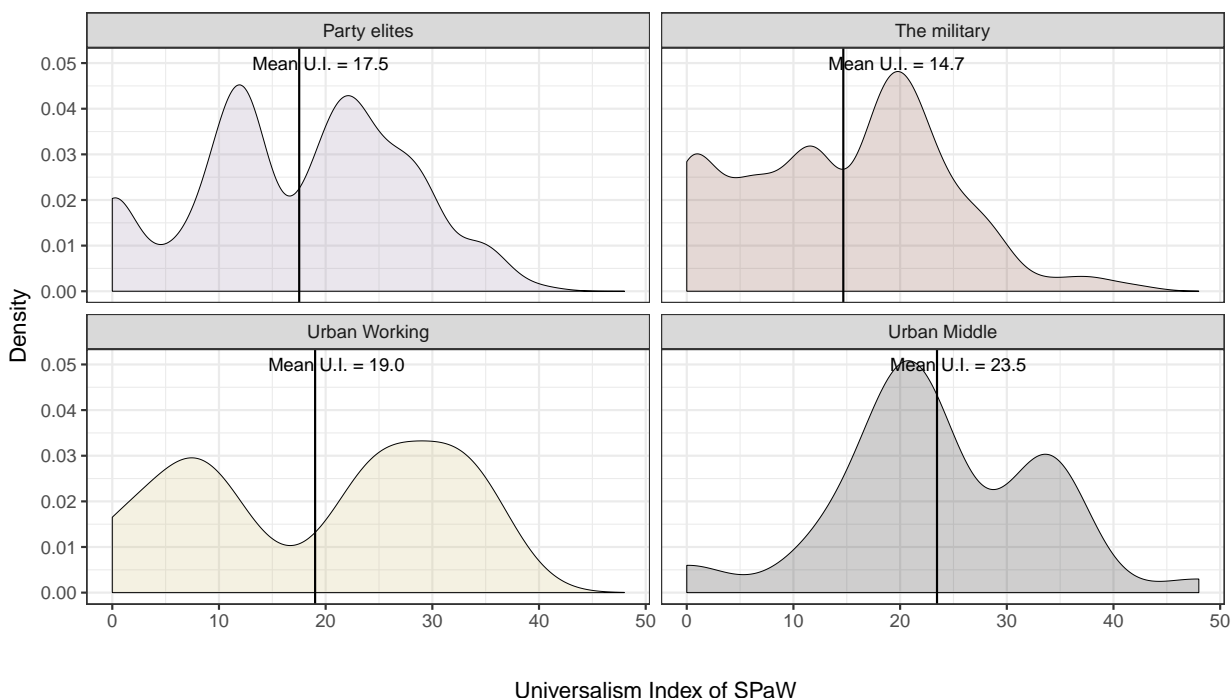 Party elites
The military
Mean U.I. = 17.5
Mean U.I. = 14.7
0.05
0.04
0.03
0.02
0.01
0.00
Urban Working
Urban Middle
Mean U.I. = 19.0
Mean U.I. = 23.5
0.05
0.04
0.03
0.02
0.01
0.00
0 10 20 30 40 50
0 10 20 30 40 50
Density
Universalism Index of SPaW